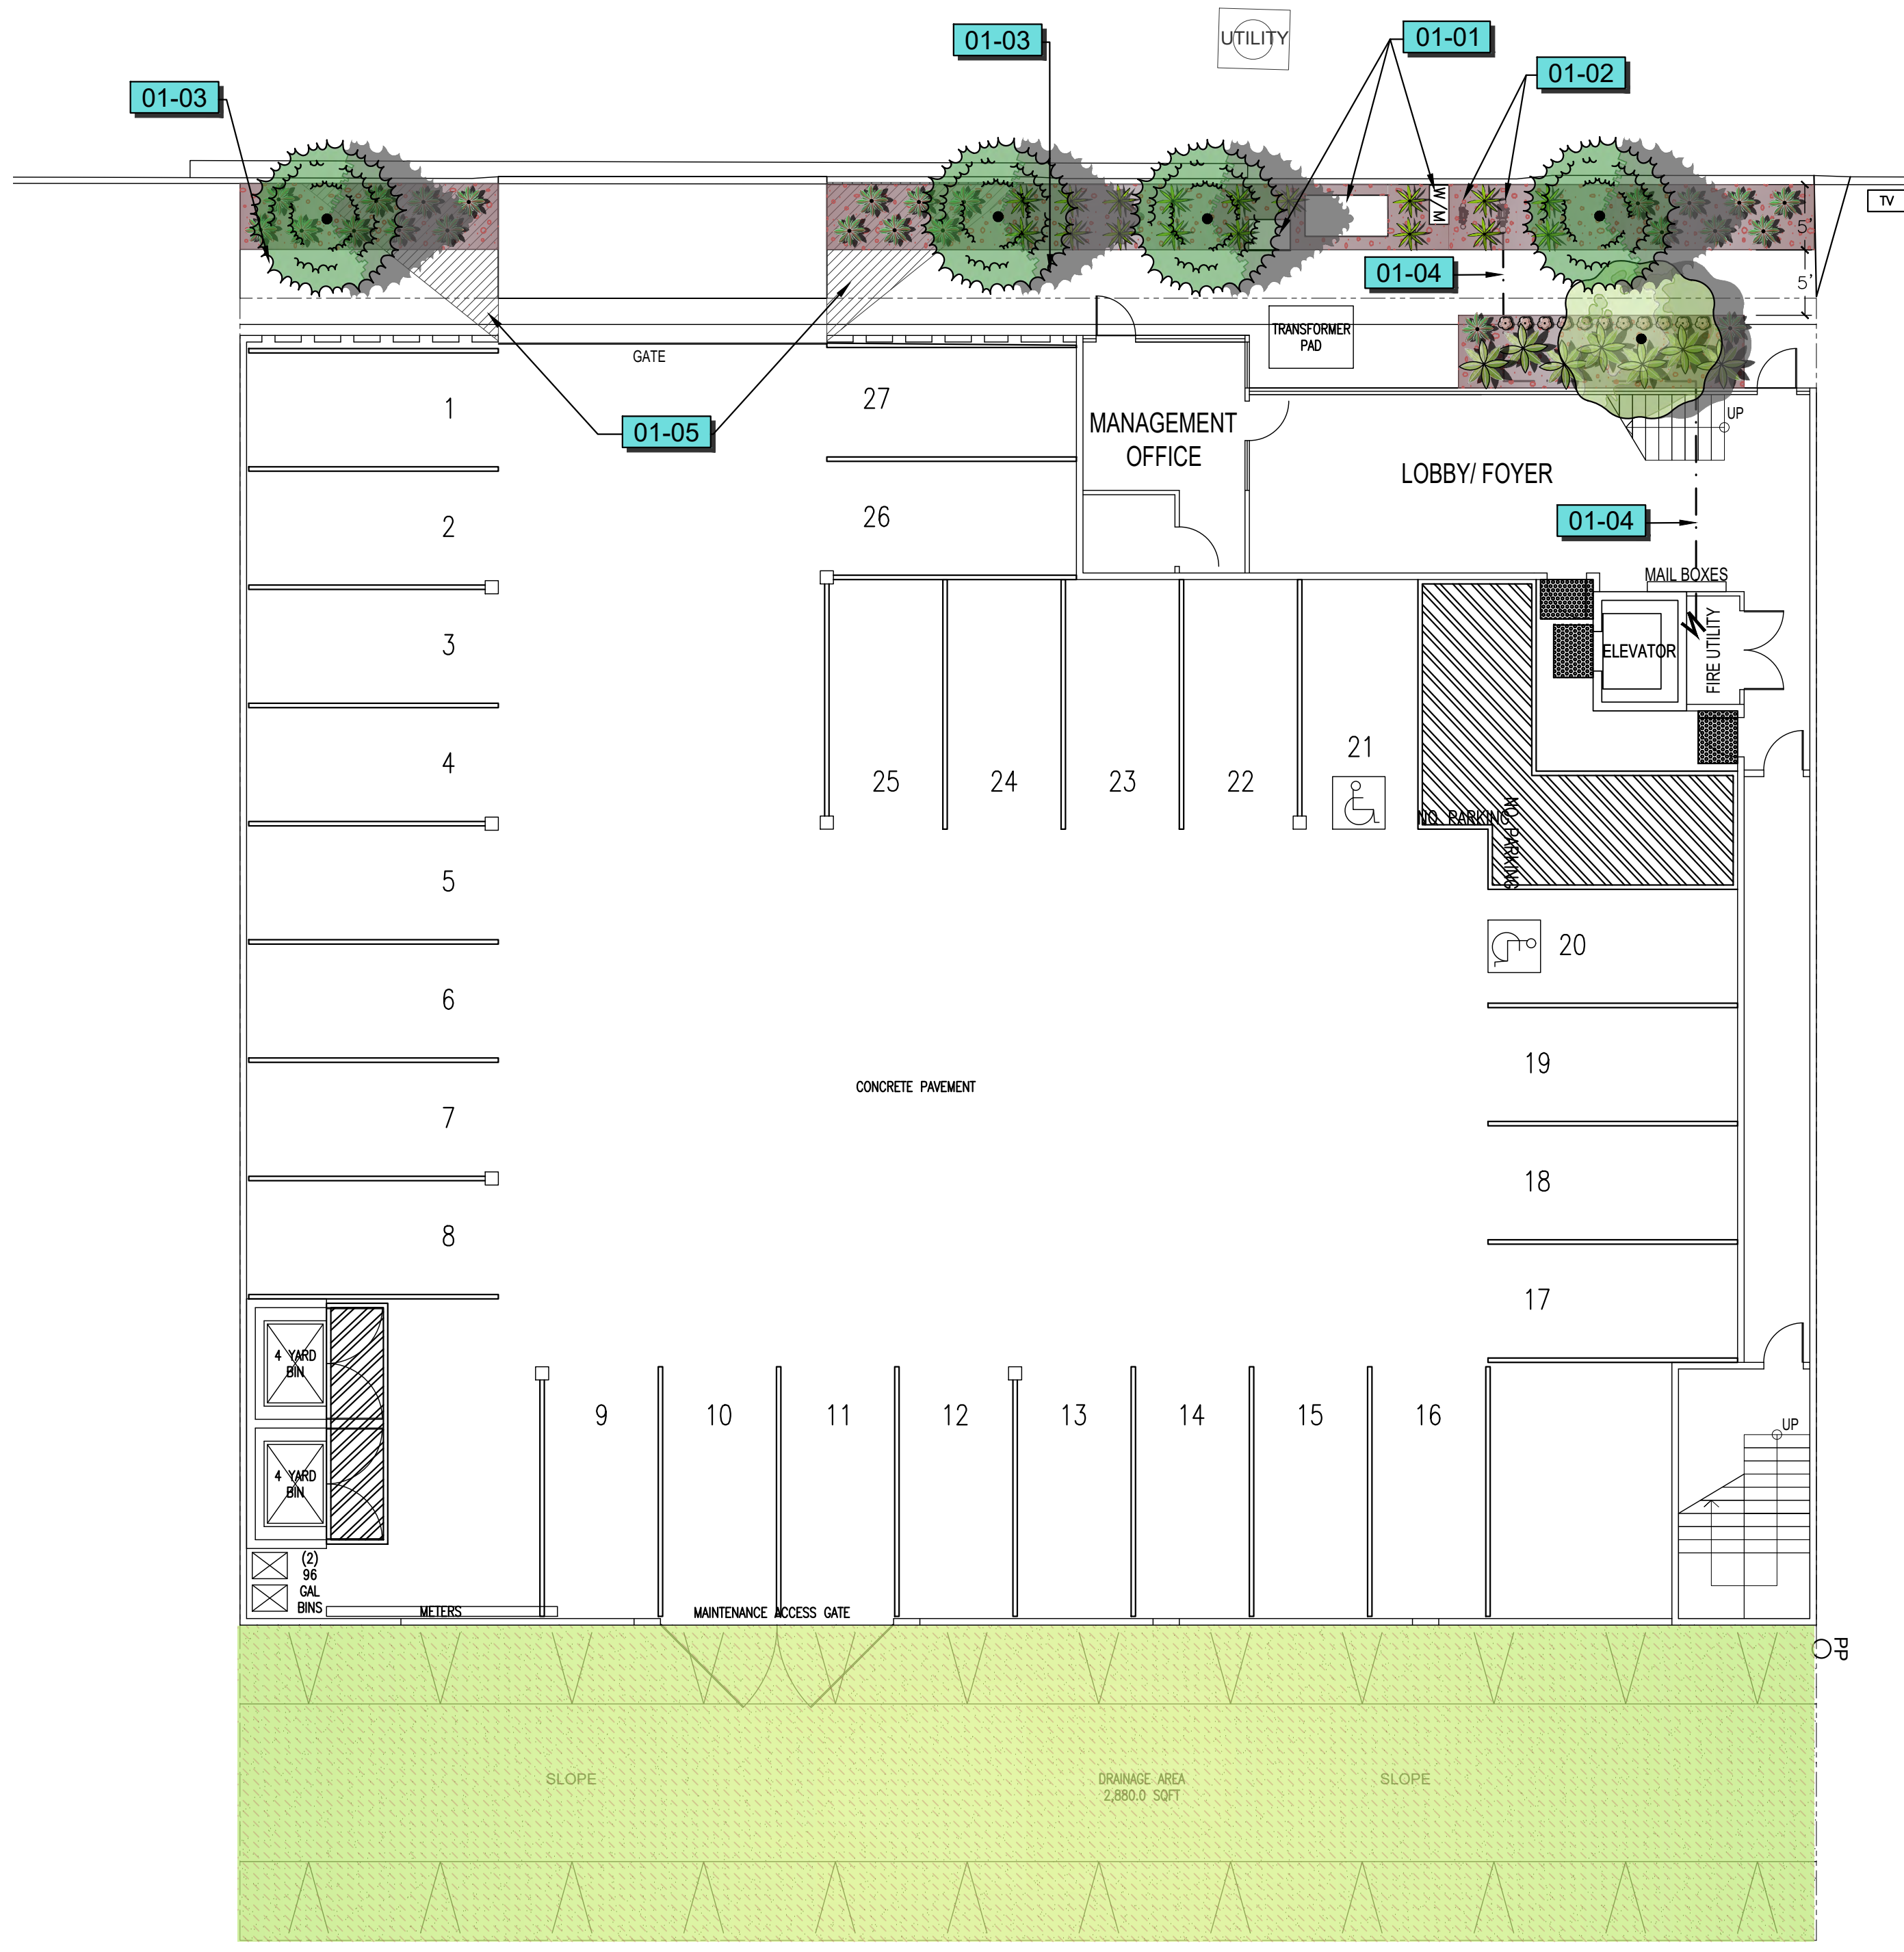 UTILITY
01-03
01-01
01-02
01-03
W/M
TV
5'
01-04
5'
TRANSFORMER
PAD
GATE
1
27
MANAGEMENT
OFFICE
UP
01-05
LOBBY/ FOYER
2
26
01-04
MAIL BOXES
3
ELEVATOR
FIRE UTILITY
4
25
24
23
22
21
NO PARKING
NO PARKING
5
20
6
19
CONCRETE PAVEMENT
7
18
8
17
4 YARD
BIN
9
10
11
12
13
14
15
16
UP
4 YARD
BIN
(2)
96
GAL
BINS
METERS
MAINTENANCE ACCESS GATE
PP
SLOPE
DRAINAGE AREA
2,880.0 SQFT
SLOPE